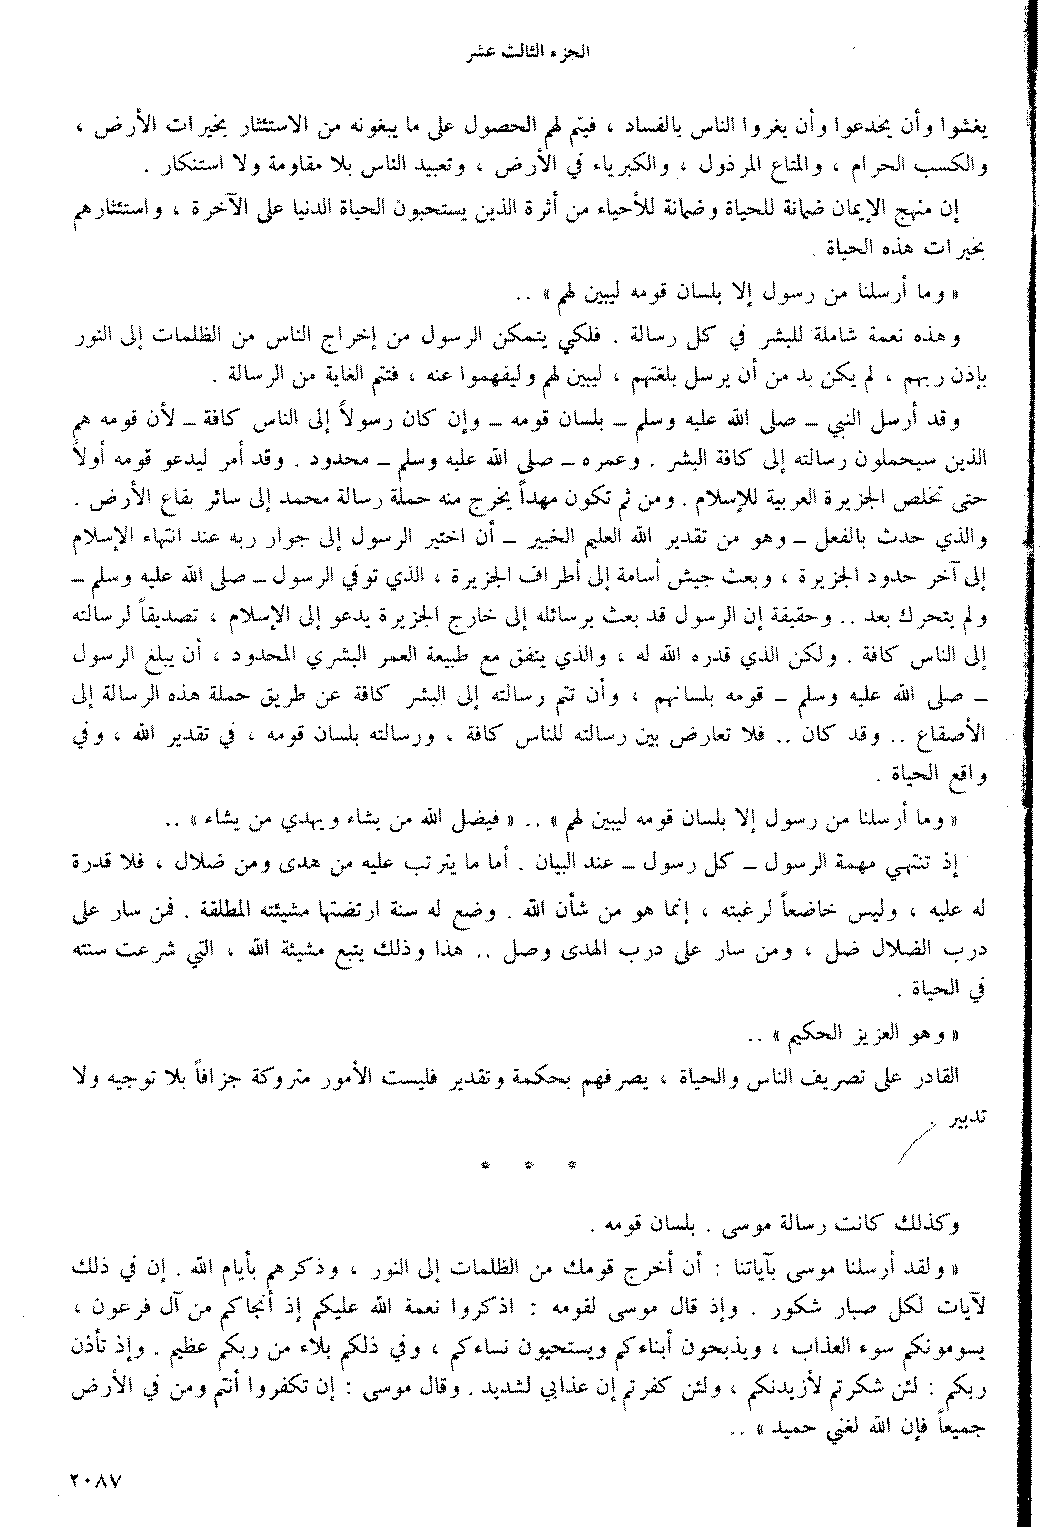 الجزء الثالث عشر
يغشوا وأن يخدعوا وأن يغروا الناس بالفساد ، فيتم لهم الحصول على ما يبغونه من الاستئثار بخيرات الأرض ،
والكسب الحرام ، والمتاع المرذول ، والكبرياء في الأرض ، وتعبيد الناس بلا مقاومة ولا استنكار .
إن منهج الإيمان ضمانة للحياة وضمانة للأحياء من أثرة الذين يستحبون الحياة الدنيا على الآخرة ، واستئثارهم
بخيرات هذه الحياة .
« وما أرسلنا من رسول إلا بلسان قومه ليبين لهم » ..
وهذه نعمة شاملة للبشر في كل رسالة . فلكي يتمكن الرسول من إخراج الناس من الظلمات إلى النور
بإذن ربهم ، لم يكن بد من أن يرسل بلغتهم ، ليبين لهم وليفهموا عنه ، فتتم الغاية من الرسالة .
وقد أرسل النبي – صلى الله عليه وسلم – بلسان قومه – وإن كان رسولاً إلى الناس كافة – لأن قومه هم
الذين سيحملون رسالته إلى كافة البشر . وعمره – صلى الله عليه وسلم – محدود . وقد أمر ليدعو قومه أولاً
حتى تخلص الجزيرة العربية للإسلام . ومن ثم تكون مهداً يخرج منه حملة رسالة محمد إلى سائر بقاع الأرض .
والذي حدث بالفعل – وهو من تقدير الله العليم الخبير – أن اختير الرسول إلى جوار ربه عند انتهاء الإسلام
إلى آخر حدود الجزيرة ، وبعث جيش أسامة إلى أطراف الجزيرة ، الذي توفي الرسول – صلى الله عليه وسلم –
ولم يتحرك بعد .. وحقيقة إن الرسول قد بعث برسائله إلى خارج الجزيرة يدعو إلى الإسلام ، تصديقاً لرسالته
إلى الناس كافة . ولكن الذي قدره الله له ، والذي يتفق مع طبيعة العمر البشري المحدود ، أن يبلغ الرسول
– صلى الله عليه وسلم – قومه بلسانهم ، وأن تتم رسالته إلى البشر كافة عن طريق حملة هذه الرسالة إلى
الأصقاع .. وقد كان .. فلا تعارض بين رسالته للناس كافة ، ورسالته بلسان قومه ، في تقدير الله ، وفي
واقع الحياة .
« وما أرسلنا من رسول إلا بلسان قومه ليبين لهم » .. « فيضل الله من يشاء ويهدي من يشاء » ..
إذ تنتهي مهمة الرسول – كل رسول – عند البيان . أما ما يترتب عليه من هدى ومن ضلال ، فلا قدرة
له عليه ، وليس خاضعاً لرغبته ، إنما هو من شأن الله . وضع له سنة ارتضتها مشيئته المطلقة . فمن سار على
درب الضلال ضل ، ومن سار على درب الهدى وصل .. هذا وذلك يتبع مشيئة الله ، التي شرعت سنته
في الحياة .
« وهو العزيز الحكيم » ..
القادر على تصريف الناس والحياة ، يصرفهم بحكمة وتقدير فليست الأمور متروكة جزافاً بلا توجيه ولا
تدبير .
* * *
وكذلك كانت رسالة موسى . بلسان قومه .
« ولقد أرسلنا موسى بآياتنا : أن أخرج قومك من الظلمات إلى النور ، وذكرهم بأيام الله . إن في ذلك
لآيات لكل صبار شكور . وإذ قال موسى لقومه : اذكروا نعمة الله عليكم إذ أنجاكم من آل فرعون ،
يسومونكم سوء العذاب ، ويذبحون أبناءكم ويستحيون نساءكم ، وفي ذلكم بلاء من ربكم عظيم . وإذ تأذن
ربكم : لئن شكرتم لأزيدنكم ، ولئن كفرتم إن عذابي لشديد . وقال موسى : إن تكفروا أنتم ومن في الأرض
جميعاً فإن الله لغني حميد » ..
٢٠٨٧